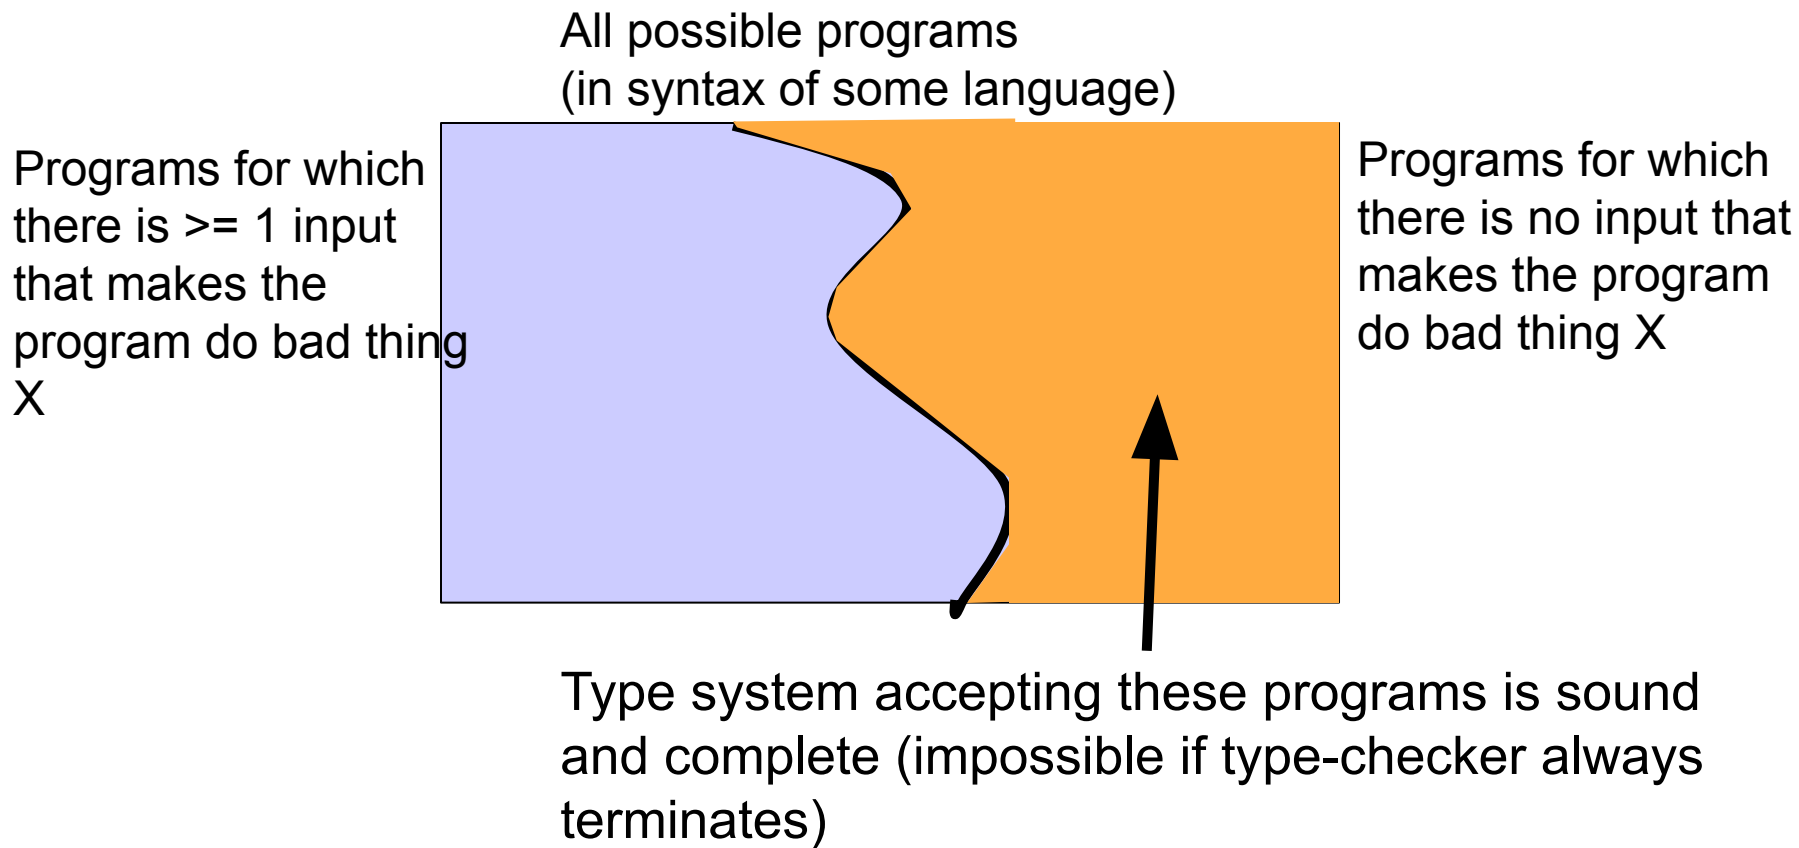 All possible programs
(in syntax of some language)
Programs for which
there is >= 1 input
that makes the
program do bad thing
X
Programs for which
there is no input that
makes the program
do bad thing X
Type system accepting these programs is sound
and complete (impossible if type-checker always
terminates)